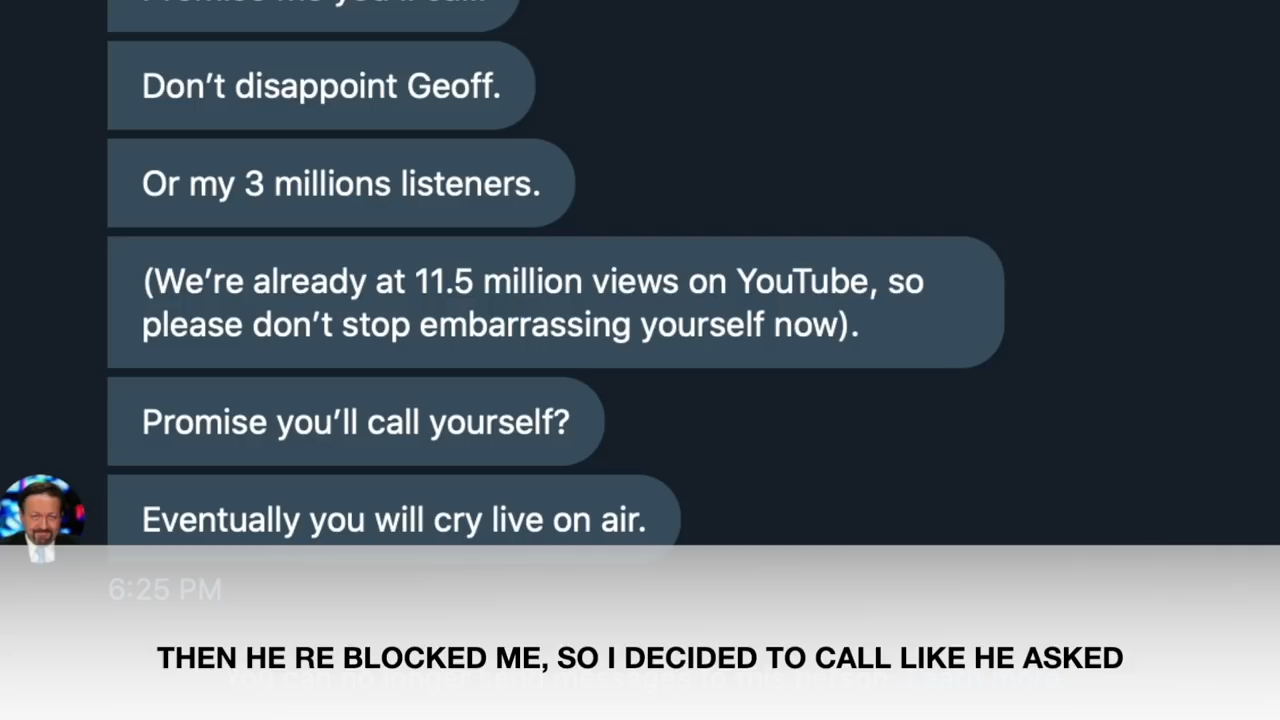 Don't disappoint Geoff.
Or my 3 millions listeners.
(We're already at 11.5 million views on YouTube, so
please don't stop embarrassing yourself now).
Promise you'll call yourself?
Eventually you will cry live on air.
6:25 PM
THEN HE RE BLOCKED ME, SO I DECIDED TO CALL LIKE HE ASKED